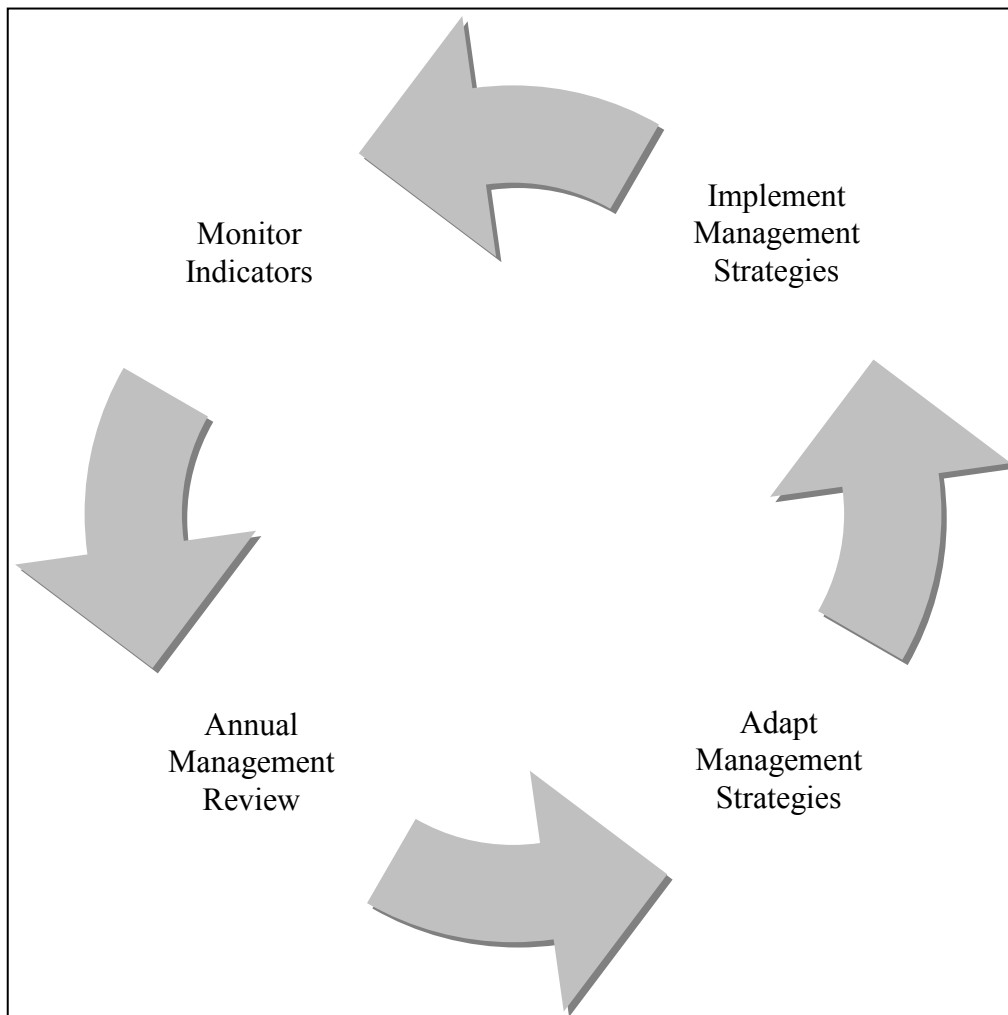 Monitor
Indicators
Implement
Management
Strategies
Annual
Management
Review
Adapt
Management
Strategies